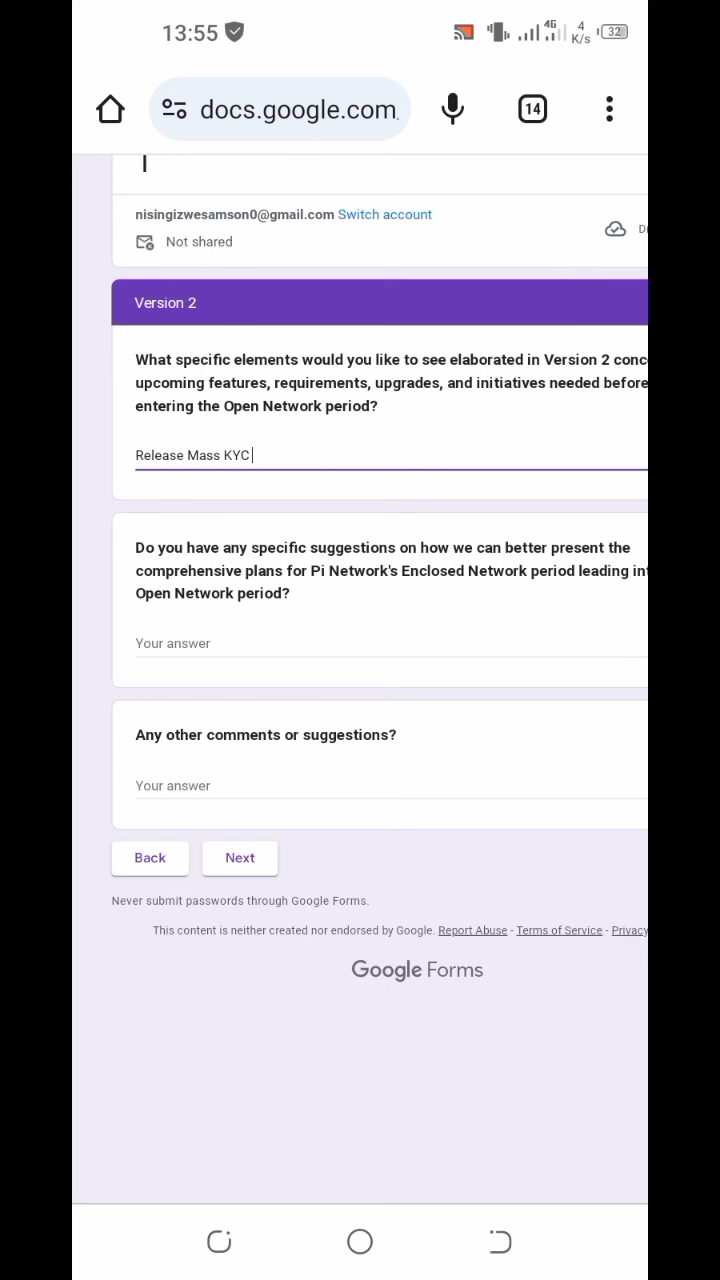 13:55
4G
4
K/s
32
docs.google.com
14
nisingizwesamson0@gmail.com Switch account
Not shared
Version 2
What specific elements would you like to see elaborated in Version 2 conc
upcoming features, requirements, upgrades, and initiatives needed before
entering the Open Network period?
Release Mass KYC
Do you have any specific suggestions on how we can better present the
comprehensive plans for Pi Network's Enclosed Network period leading int
Open Network period?
Your answer
Any other comments or suggestions?
Your answer
Back Next
Never submit passwords through Google Forms.
This content is neither created nor endorsed by Google. Report Abuse - Terms of Service - Privacy
Google Forms